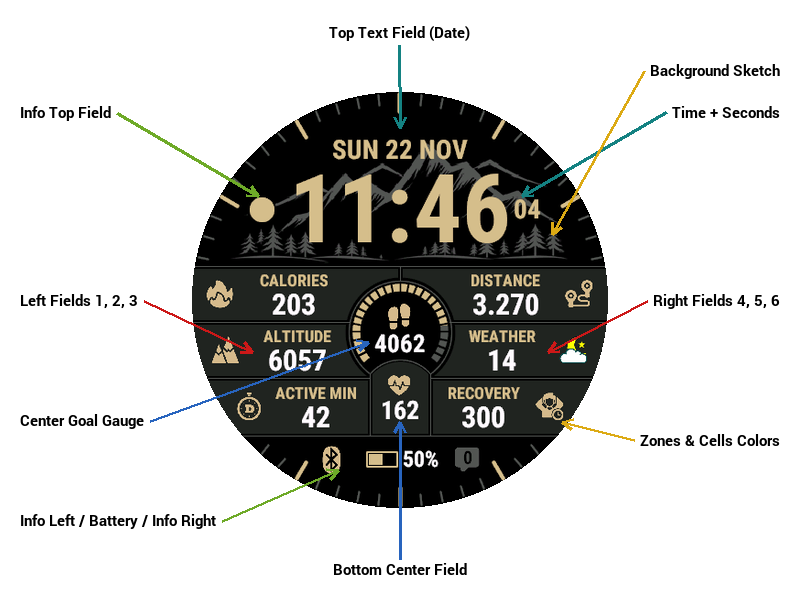 Top Text Field (Date)
Background Sketch
Info Top Field
Time + Seconds
SUN 22 NOV
11:46 04
CALORIES
203
DISTANCE
3.270
Left Fields 1, 2, 3
Right Fields 4, 5, 6
ALTITUDE
6057
4062
WEATHER
14
ACTIVE MIN
42
162
RECOVERY
300
D
Center Goal Gauge
Zones & Cells Colors
50%
0
Info Left / Battery / Info Right
Bottom Center Field